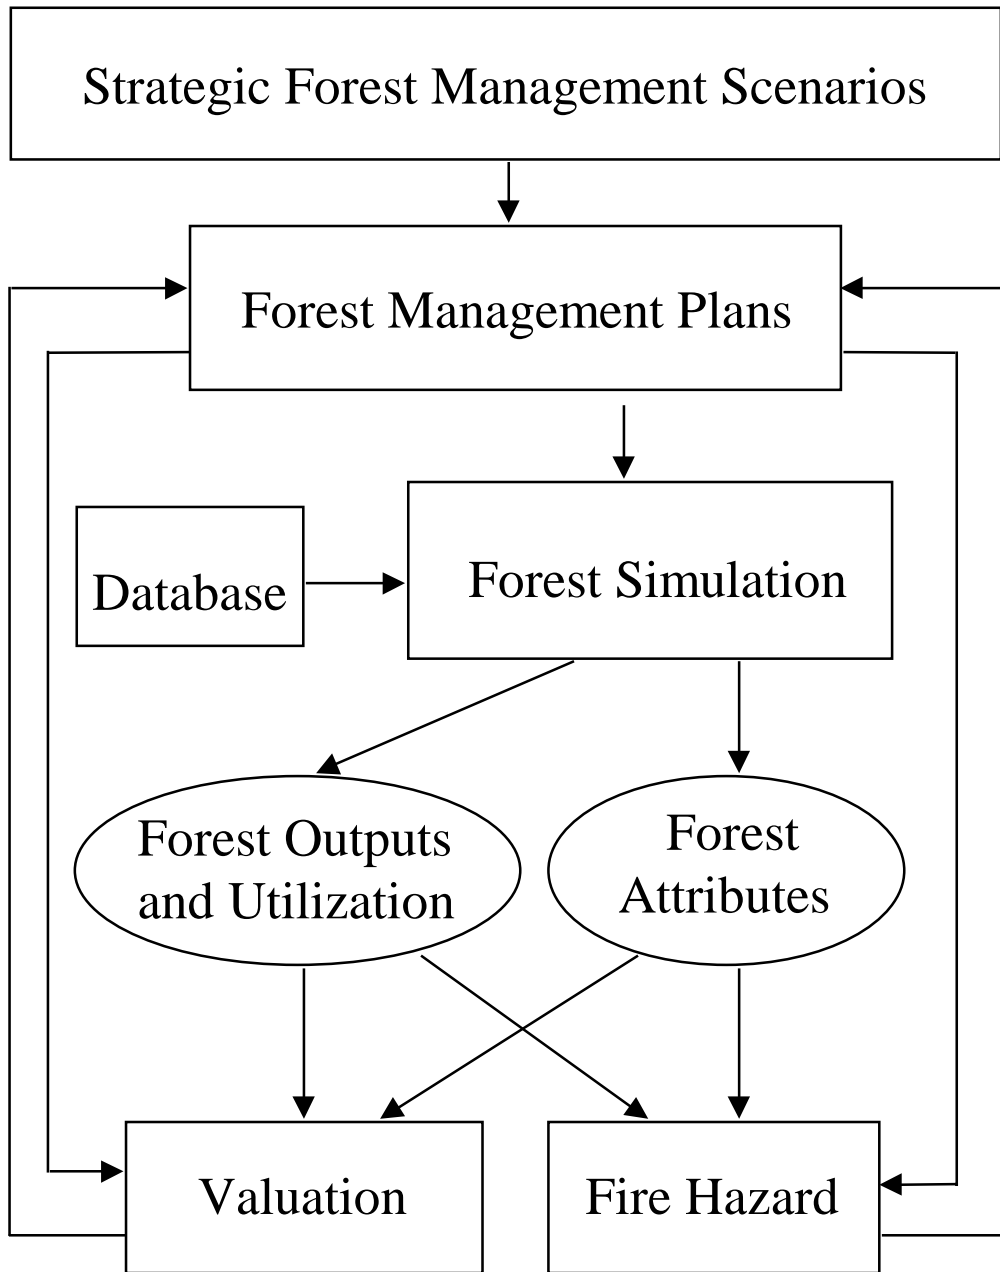 Strategic Forest Management Scenarios
Forest Management Plans
Database
Forest Simulation
Forest Outputs
and Utilization
Forest
Attributes
Valuation
Fire Hazard